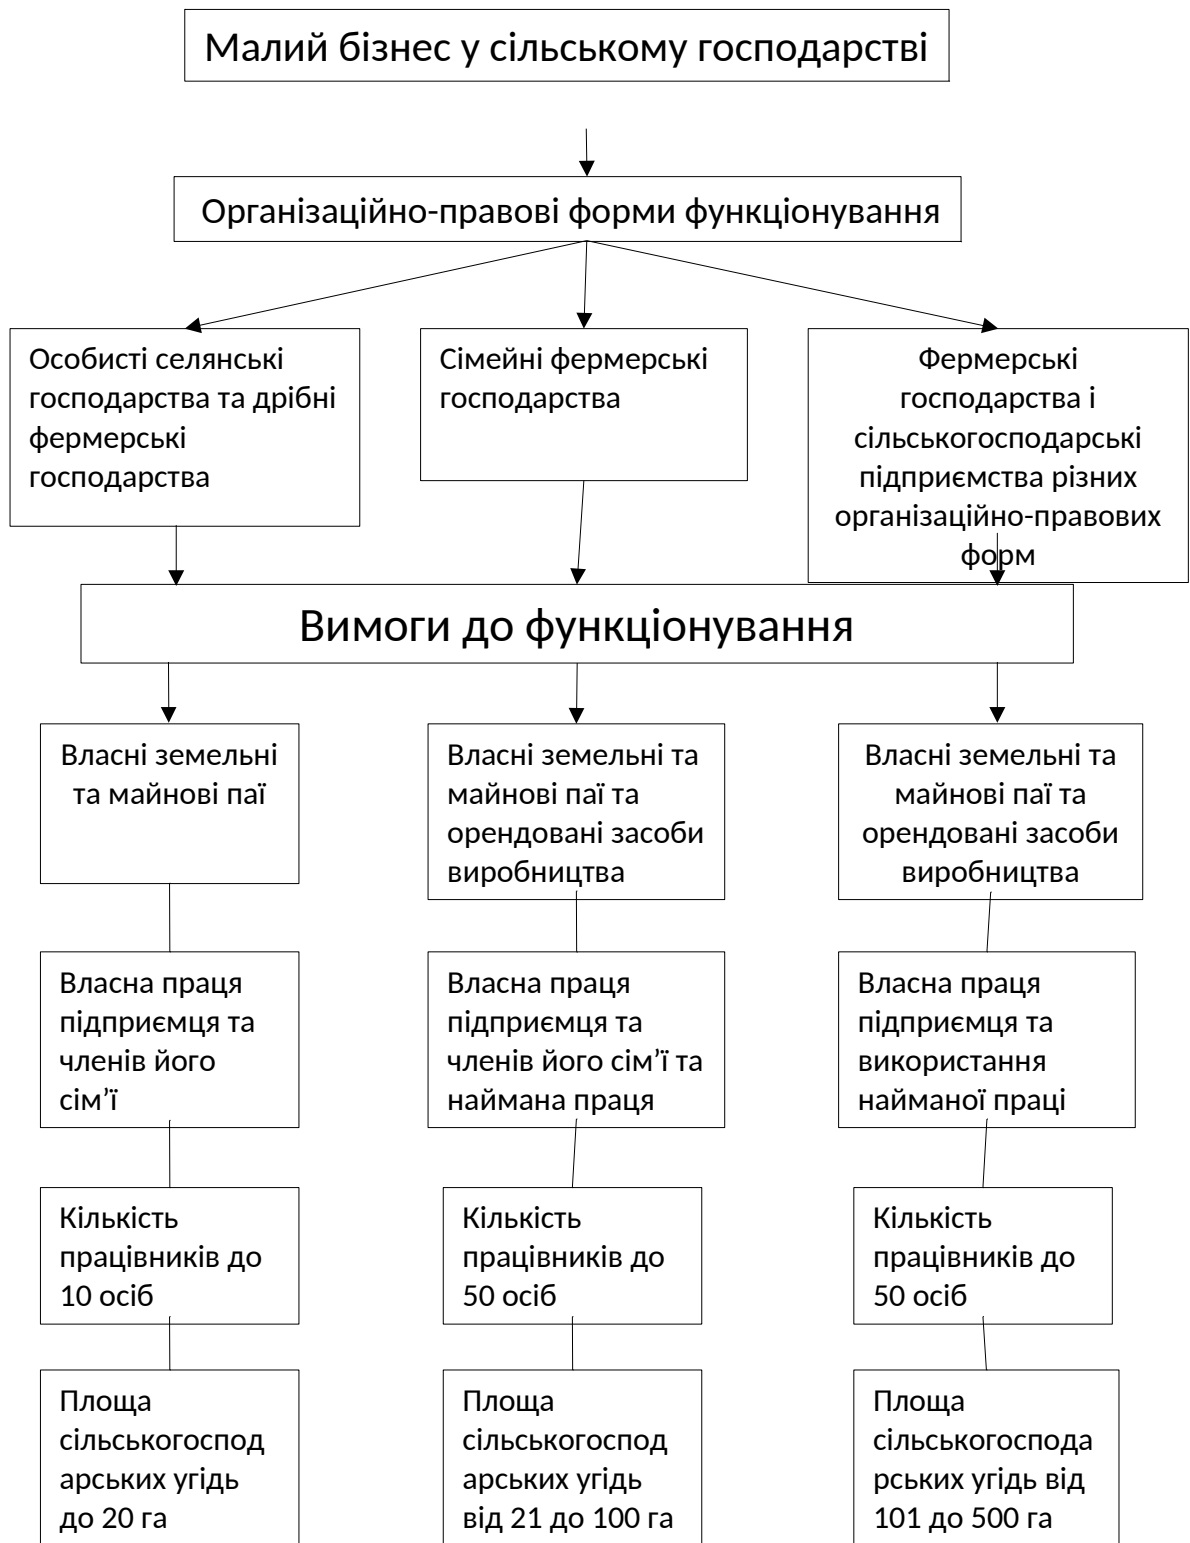 Малий бізнес у сільському господарстві
Організаційно-правові форми функціонування
Особисті селянські
господарства та дрібні
фермерські
господарства
Сімейні фермерські
господарства
Фермерські
господарства і
сільськогосподарські
підприємства різних
організаційно-правових
форм
Вимоги до функціонування
Власні земельні
та майнові паї
Власні земельні та
майнові паї та
орендовані засоби
виробництва
Власні земельні та
майнові паї та
орендовані засоби
виробництва
Власна праця
підприємця та
членів його
сім’ї
Власна праця
підприємця та
членів його сім’ї та
наймана праця
Власна праця
підприємця та
використання
найманої праці
Кількість
працівників до
10 осіб
Кількість
працівників до
50 осіб
Кількість
працівників до
50 осіб
Площа
сільськогоспод
арських угідь
до 20 га
Площа
сільськогоспод
арських угідь
від 21 до 100 га
Площа
сільськогоспода
рських угідь від
101 до 500 га